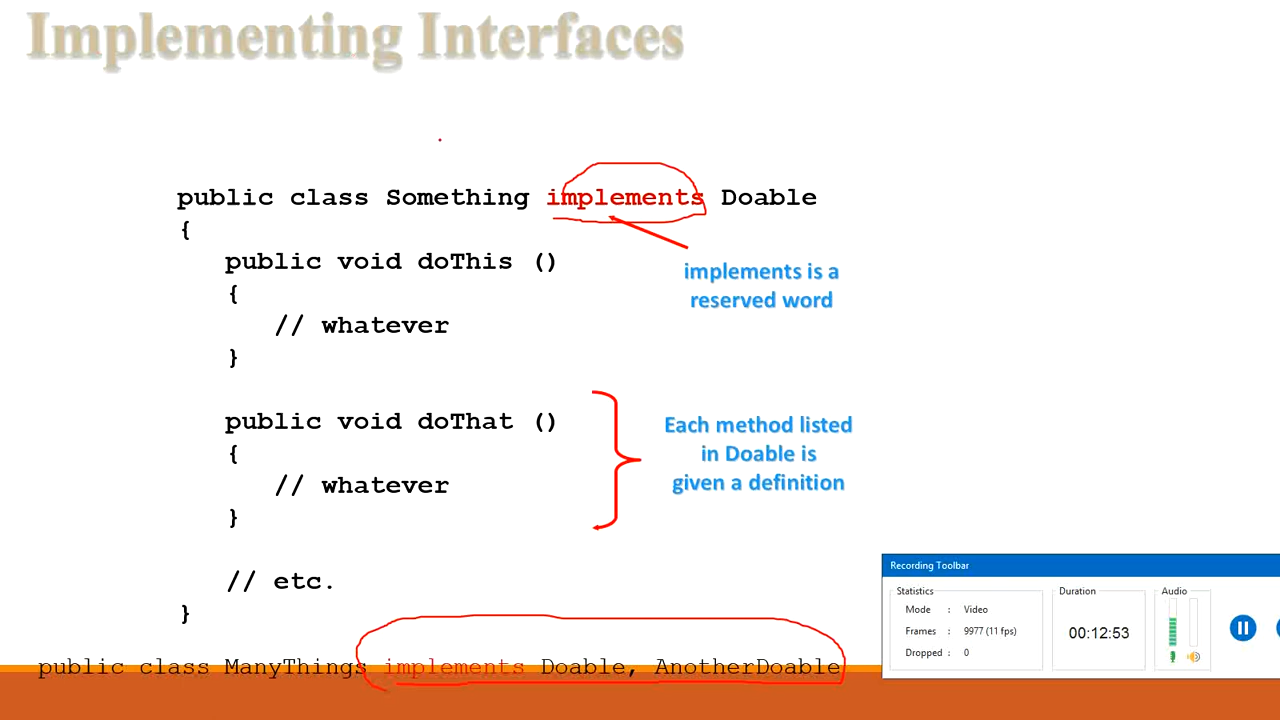 Implementing Interfaces
public class Something implements Doable
{
public void doThis ()
{
// whatever
}
implements is a
reserved word
public void doThat ()
{
// whatever
}
Each method listed
in Doable is
given a definition
// etc.
}
public class ManyThings implements Doable, AnotherDoable
Recording Toolbar
Statistics
Mode : Video
Frames : 9977 (11 fps)
Dropped : 0
Duration
00:12:53
Audio